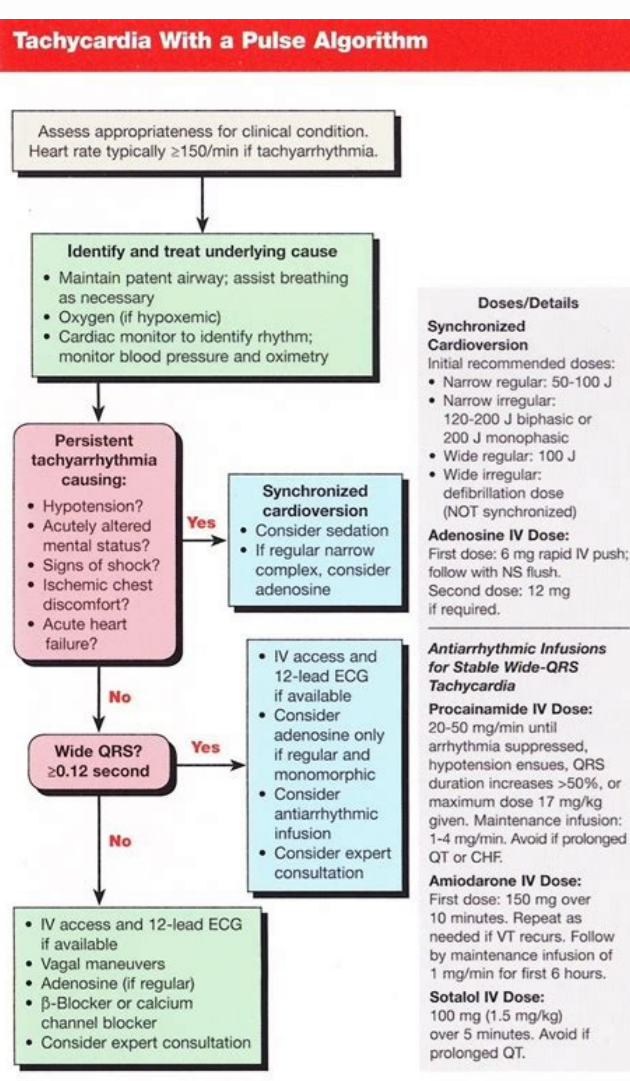 Tachycardia With a Pulse Algorithm
Assess appropriateness for clinical condition.
Heart rate typically ≥150/min if tachyarrhythmia.
Identify and treat underlying cause
• Maintain patent airway; assist breathing
as necessary
• Oxygen (if hypoxemic)
• Cardiac monitor to identify rhythm;
monitor blood pressure and oximetry
Persistent
tachyarrhythmia
causing:
• Hypotension?
• Acutely altered
mental status?
• Signs of shock?
• Ischemic chest
discomfort?
• Acute heart
failure?
Yes
Synchronized
cardioversion
• Consider sedation
• If regular narrow
complex, consider
adenosine
No
Wide QRS?
≥0.12 second
Yes
• IV access and
12-lead ECG
if available
• Consider
adenosine only
if regular and
monomorphic
• Consider
antiarrhythmic
infusion
• Consider expert
consultation
No
• IV access and 12-lead ECG
if available
• Vagal maneuvers
• Adenosine (if regular)
• β-Blocker or calcium
channel blocker
• Consider expert consultation
Doses/Details
Synchronized
Cardioversion
Initial recommended doses:
• Narrow regular: 50-100 J
• Narrow irregular:
120-200 J biphasic or
200 J monophasic
• Wide regular: 100 J
• Wide irregular:
defibrillation dose
(NOT synchronized)
Adenosine IV Dose:
First dose: 6 mg rapid IV push;
follow with NS flush.
Second dose: 12 mg
if required.
Antiarrhythmic Infusions
for Stable Wide-QRS
Tachycardia
Procainamide IV Dose:
20-50 mg/min until
arrhythmia suppressed,
hypotension ensues, QRS
duration increases >50%, or
maximum dose 17 mg/kg
given. Maintenance infusion:
1-4 mg/min. Avoid if prolonged
QT or CHF.
Amiodarone IV Dose:
First dose: 150 mg over
10 minutes. Repeat as
needed if VT recurs. Follow
by maintenance infusion of
1 mg/min for first 6 hours.
Sotalol IV Dose:
100 mg (1.5 mg/kg)
over 5 minutes. Avoid if
prolonged QT.